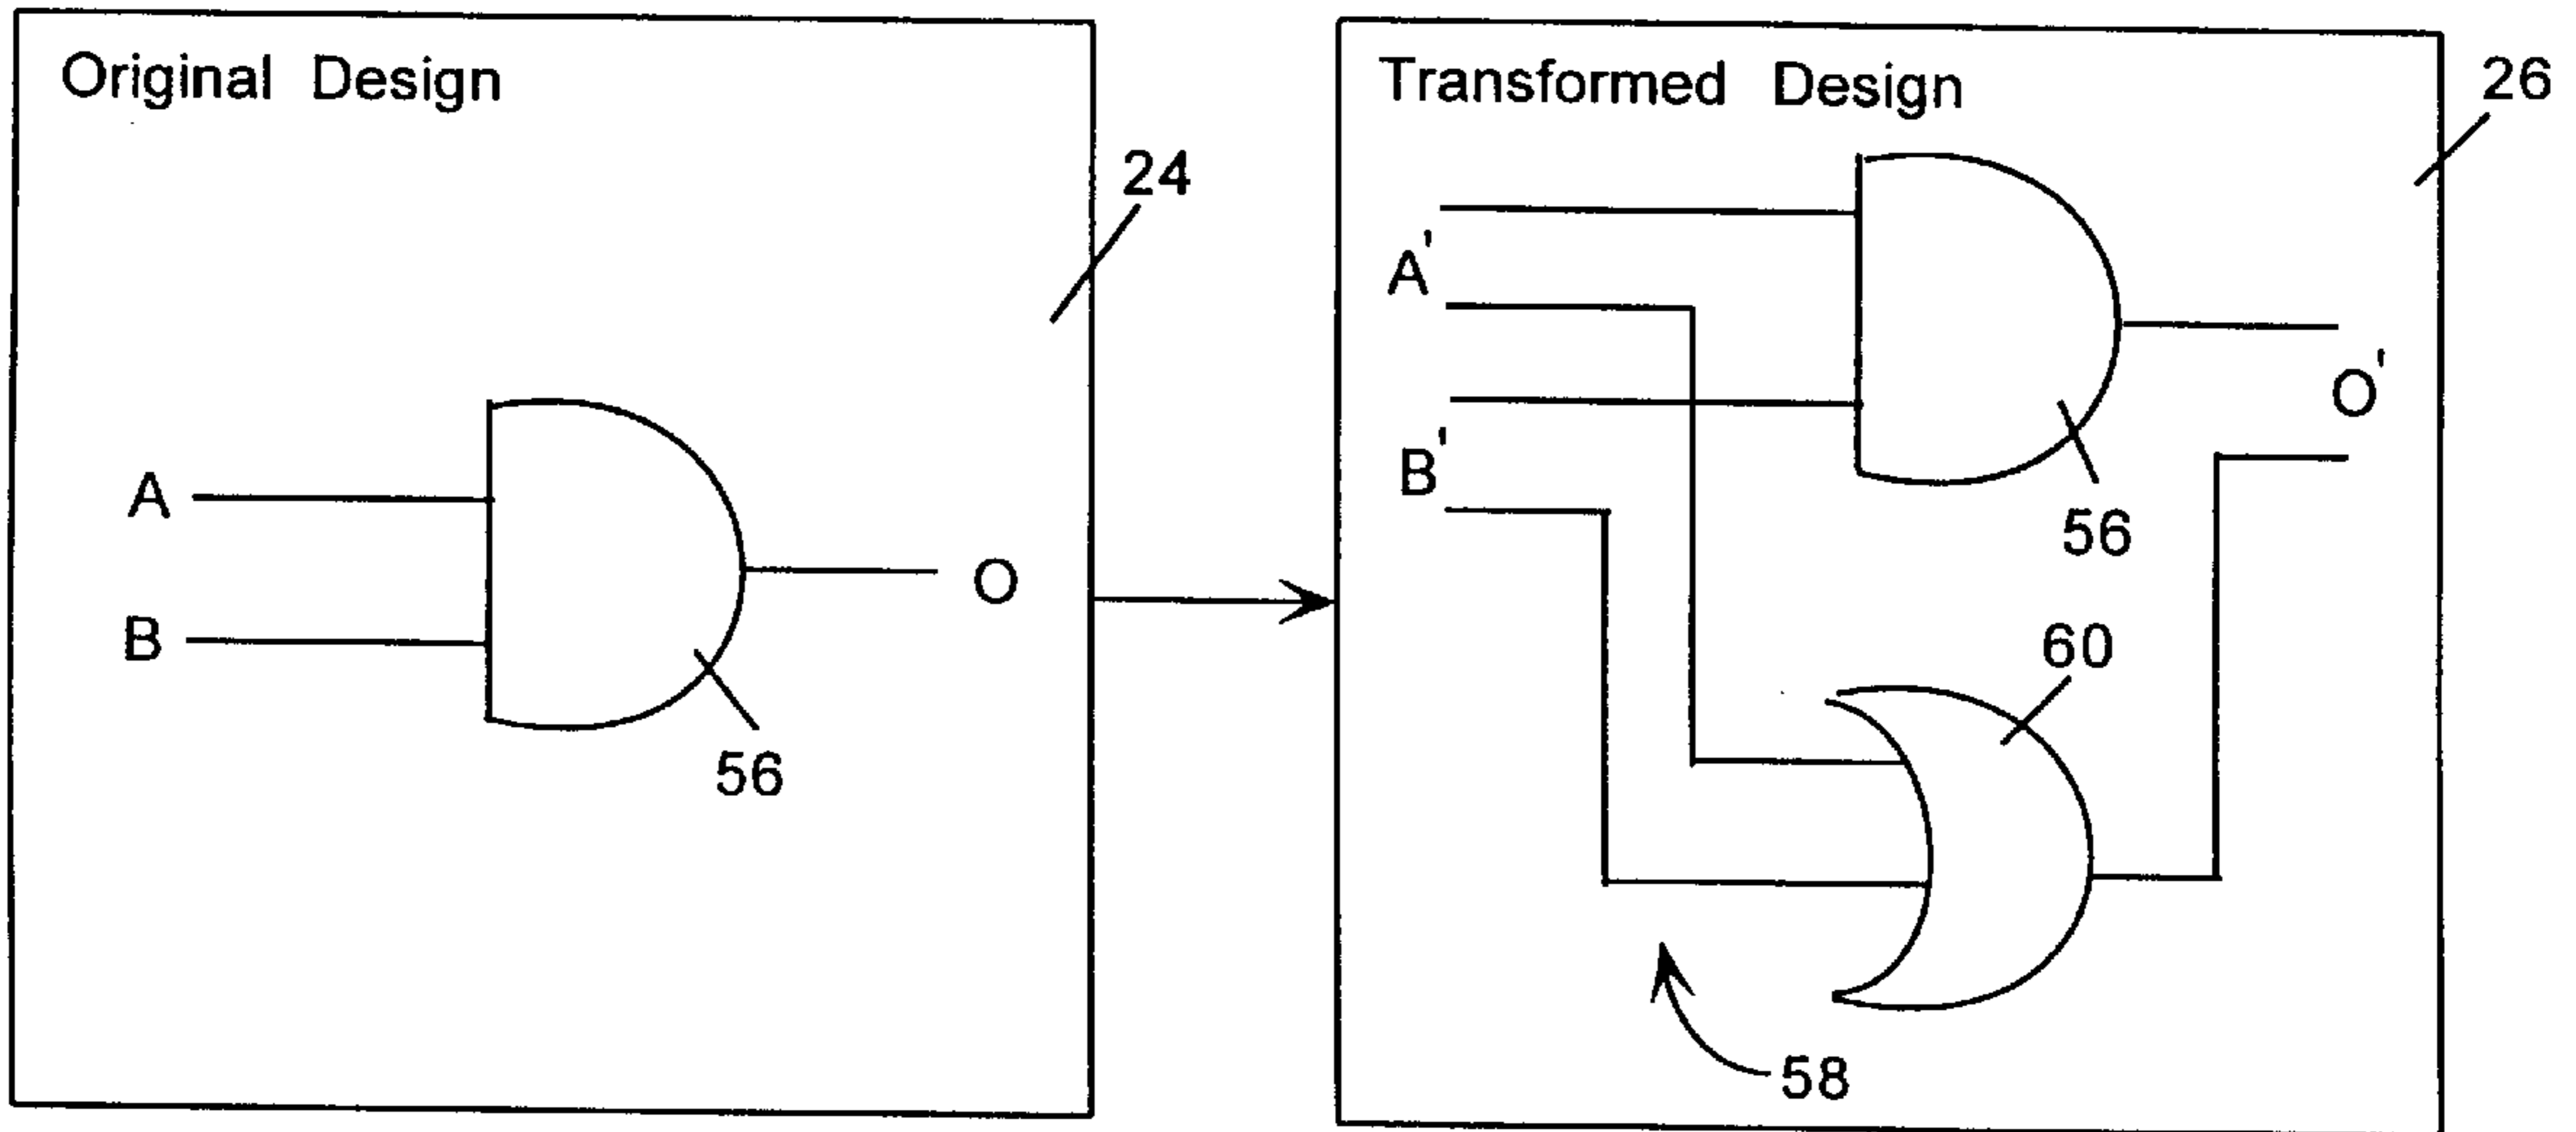 Original Design
24
A
B
O
56
Transformed Design
26
A'
B'
O'
56
60
58